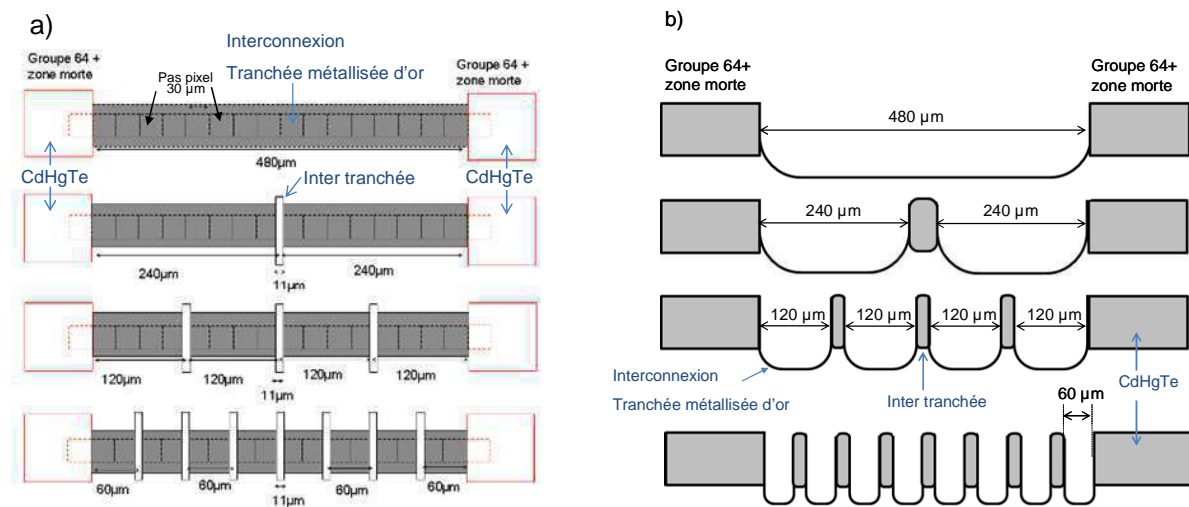 a)
Interconnexion
Tranchée métallisée d'or
Groupe 64 +
zone morte
Pas pixel
30 µm
Groupe 64 +
zone morte
480µm
CdHgTe
CdHgTe
Inter tranchée
240µm
11µm
240µm
120µm
120µm
11µm
120µm
120µm
60µm
60µm
11µm
60µm
60µm
b)
Groupe 64+
zone morte
Groupe 64+
zone morte
480 µm
240 µm
240 µm
120 µm
120 µm
120 µm
120 µm
Interconnexion
Tranchée métallisée d'or
Inter tranchée
CdHgTe
60 µm